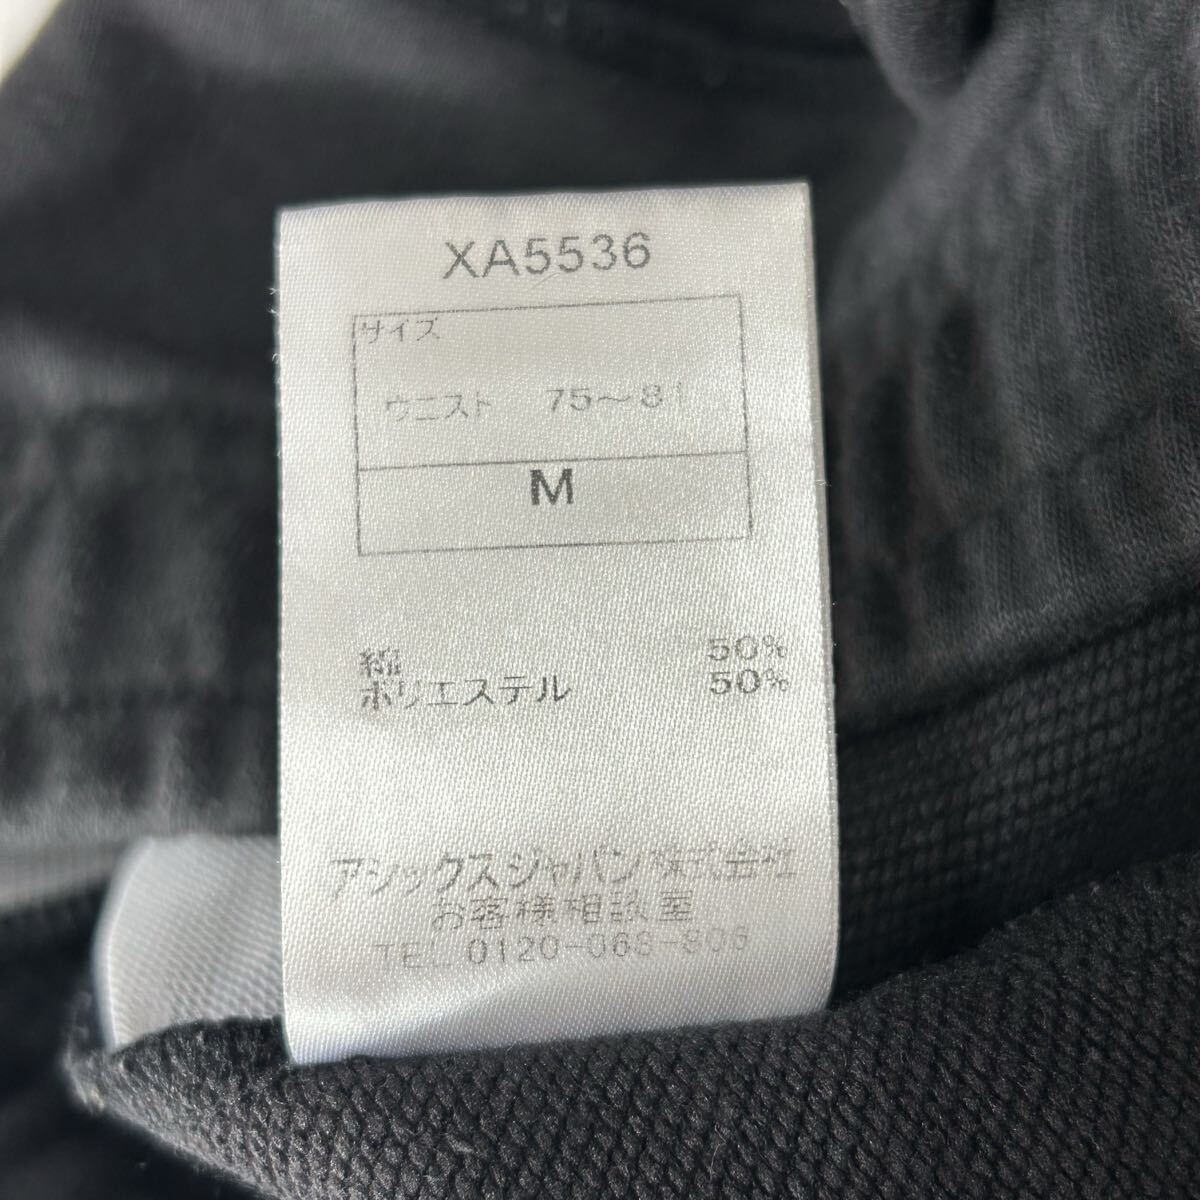 XA5536
サイズ
ウエスト 75～81
M
綿 50%
ポリエステル 50%
アシックスジャパン株式会社
お客様相談室
TEL 0120-068-806